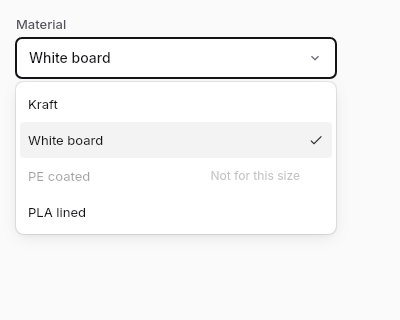 Material
White board
Kraft
White board
PE coated Not for this size
PLA lined